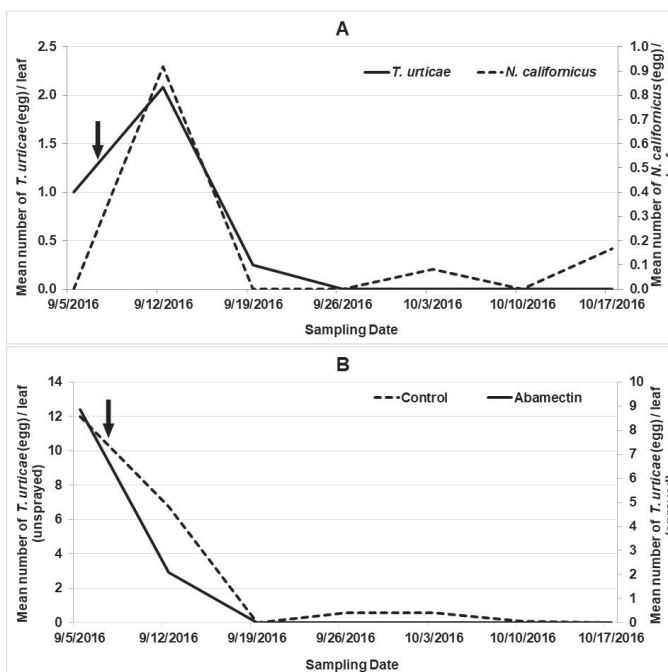 A
T. urticae
N. californicus
Mean number of T. urticae (egg) / leaf
2.5
2.0
1.5
1.0
0.5
0.0
Mean number of N. californicus (egg) /
1.0
0.9
0.8
0.7
0.6
0.5
0.4
0.3
0.2
0.1
0.0
9/5/2016 9/12/2016 9/19/2016 9/26/2016 10/3/2016 10/10/2016 10/17/2016
Sampling Date
B
Control
Abamectin
Mean number of T. urticae (egg) / leaf
(unsprayed)
14
12
10
8
6
4
2
0
Mean number of T. urticae (egg) / leaf
10
9
8
7
6
5
4
3
2
1
0
9/5/2016 9/12/2016 9/19/2016 9/26/2016 10/3/2016 10/10/2016 10/17/2016
Sampling Date